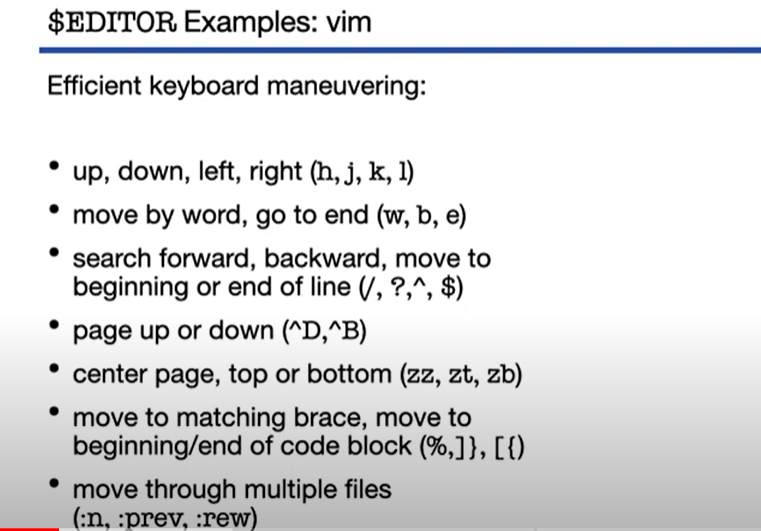 $EDITOR Examples: vim
Efficient keyboard maneuvering:
• up, down, left, right (h, j, k, l)
• move by word, go to end (w, b, e)
• search forward, backward, move to
beginning or end of line (/, ?,^, $)
• page up or down (^D,^B)
• center page, top or bottom (zz, zt, zb)
• move to matching brace, move to
beginning/end of code block (%,]}, [{)
• move through multiple files
(:n, :prev, :rew)